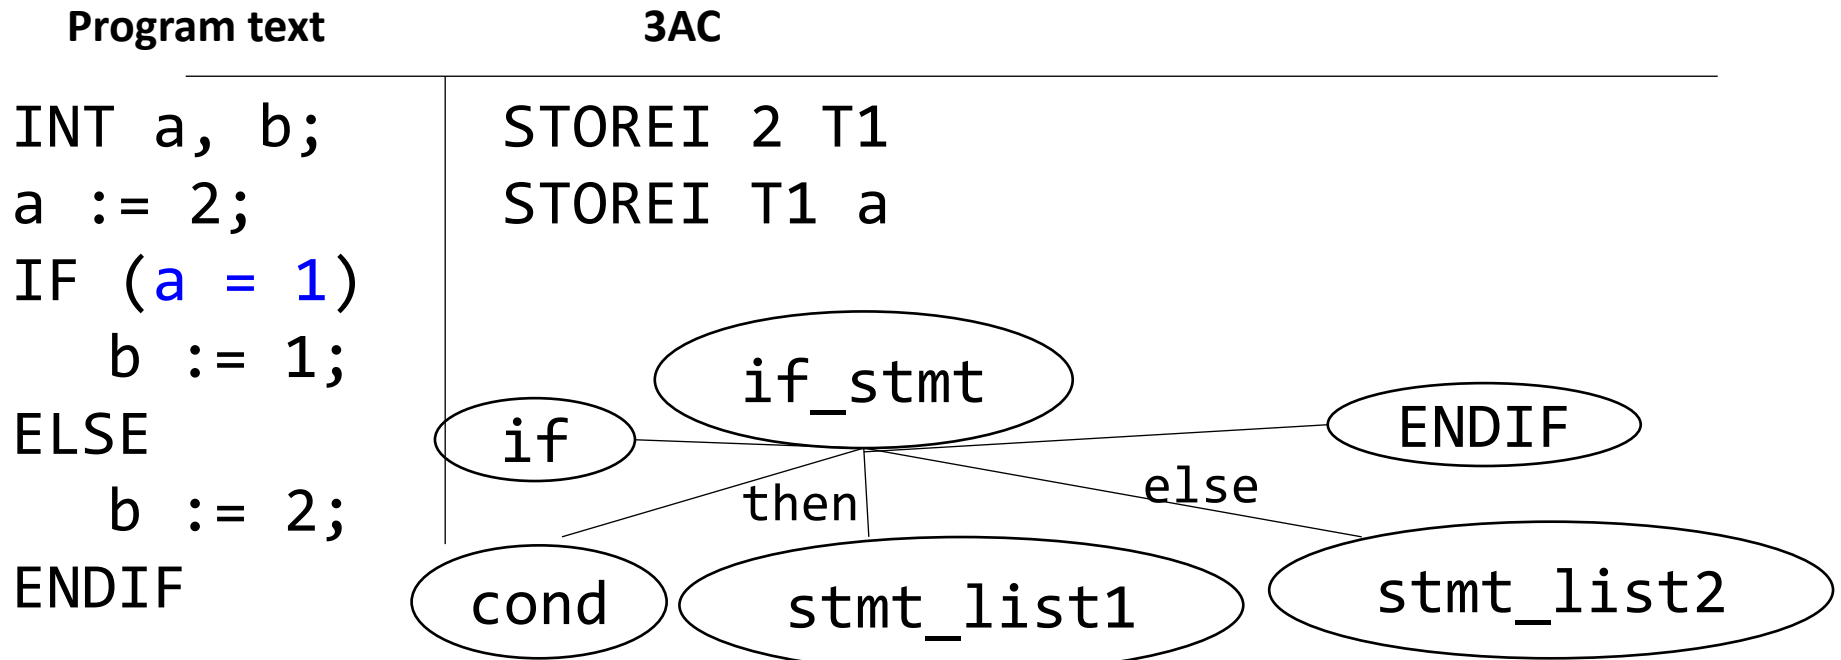 Program text 3AC
INT a, b; STOREI 2 T1
a := 2; STOREI T1 a
IF (a = 1)
b := 1;
if_stmt
ELSE
if
ENDIF
then
else
b := 2;
ENDIF
cond
stmt_list1
stmt_list2